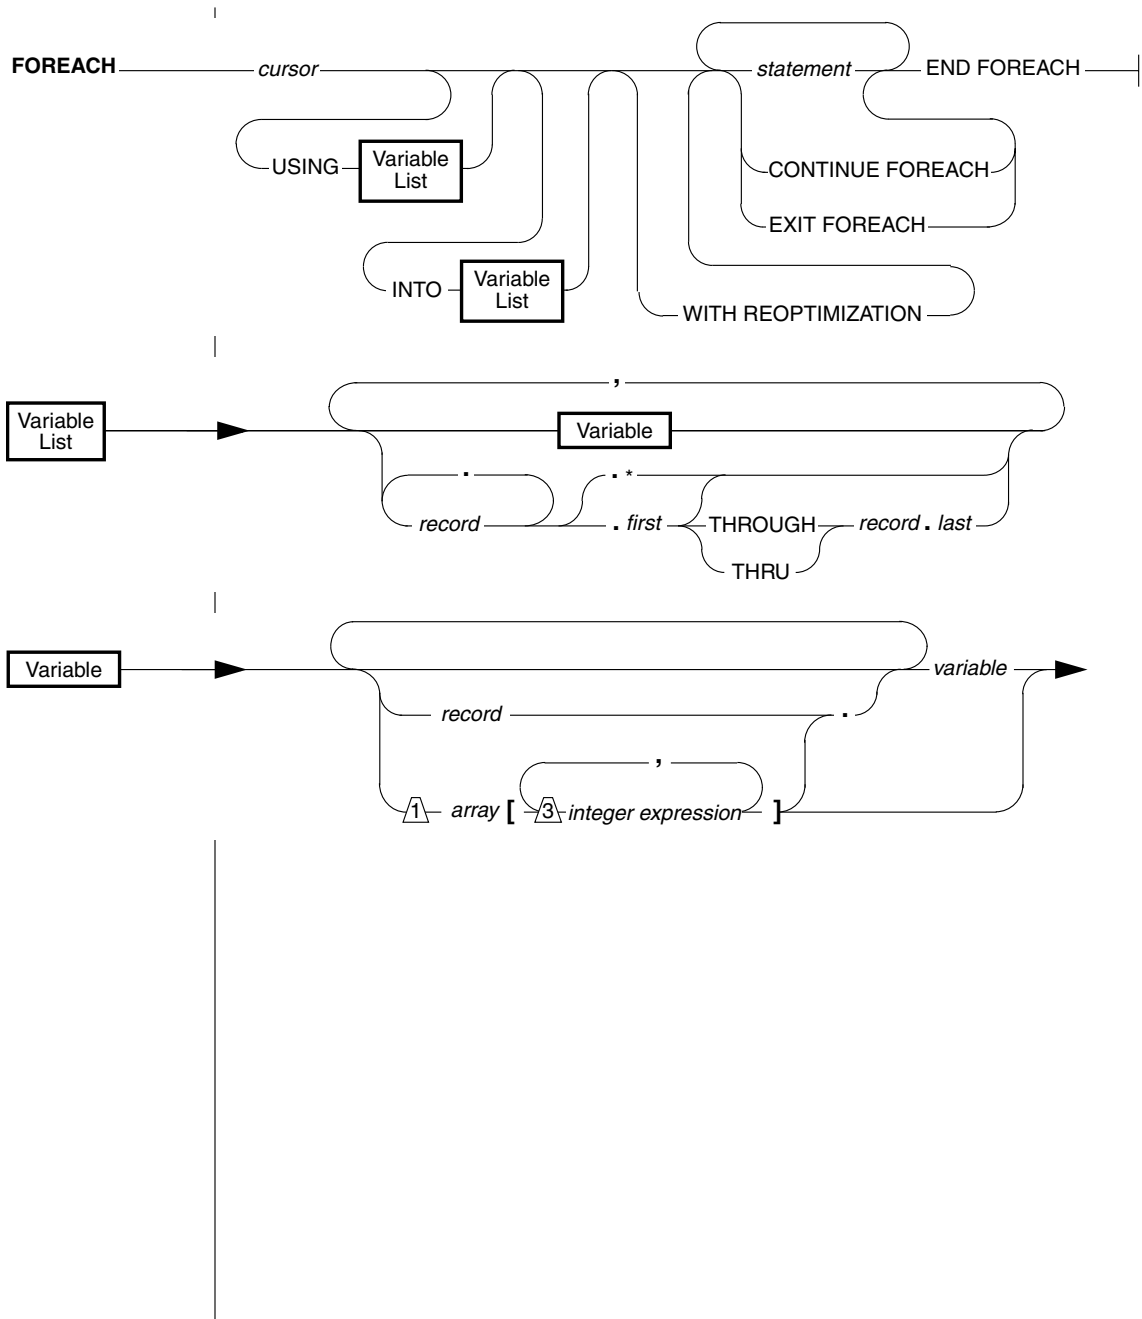 FOREACH cursor statement END FOREACH
USING Variable List CONTINUE FOREACH
EXIT FOREACH
INTO Variable List WITH REOPTIMIZATION
,
Variable List Variable
. . *
record . first THROUGH record . last
THRU
Variable variable
record .
,
1 array [ 3 integer expression ]